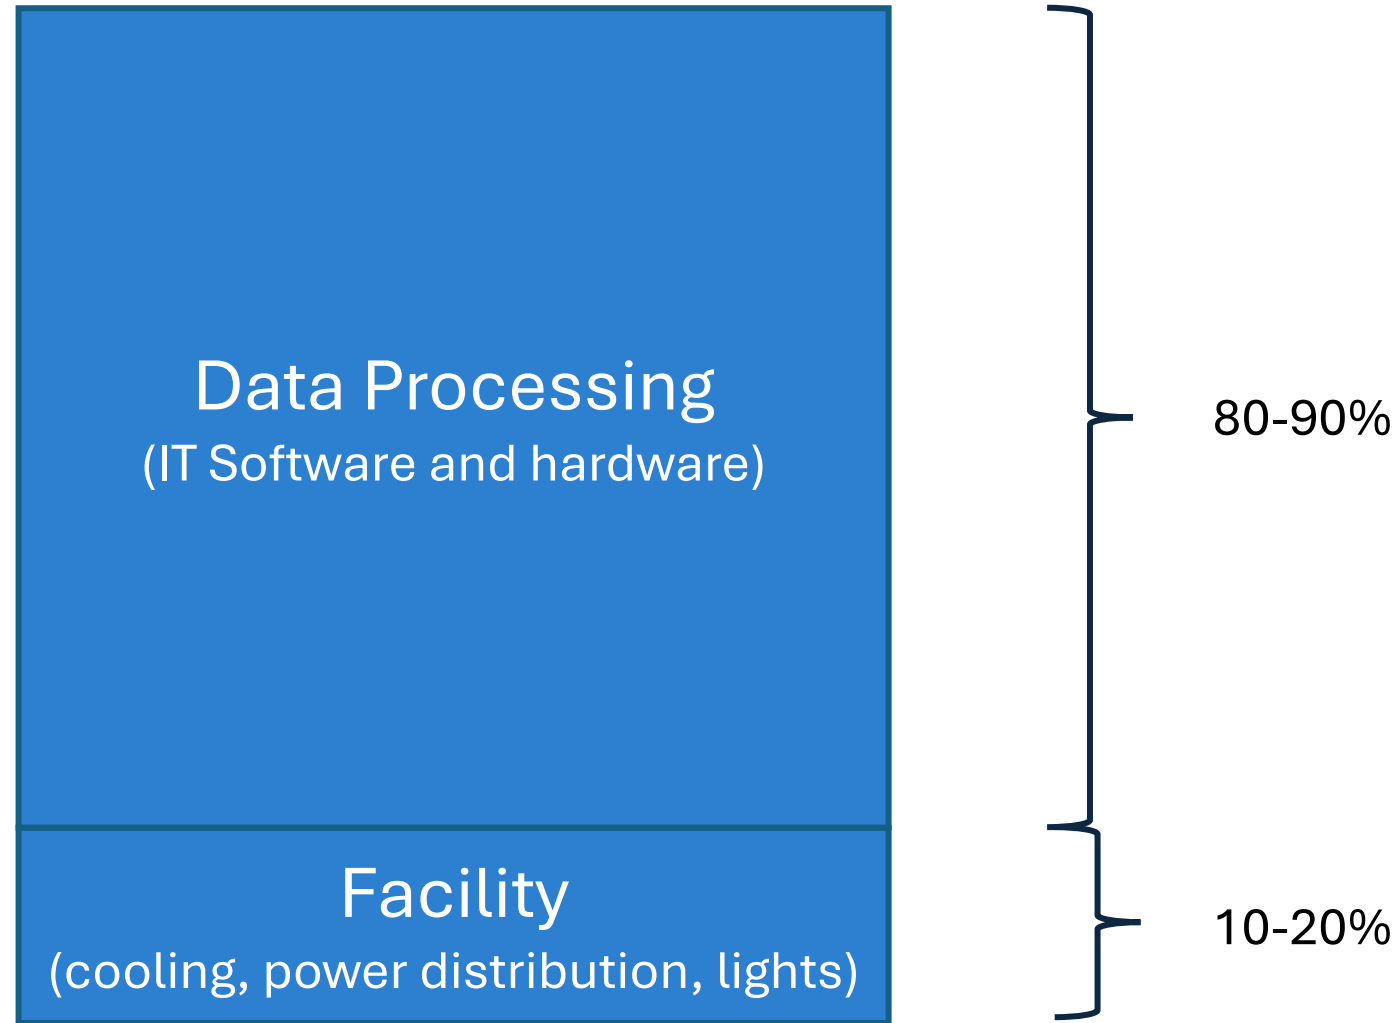 Data Processing
(IT Software and hardware)
80-90%
Facility
(cooling, power distribution, lights)
10-20%